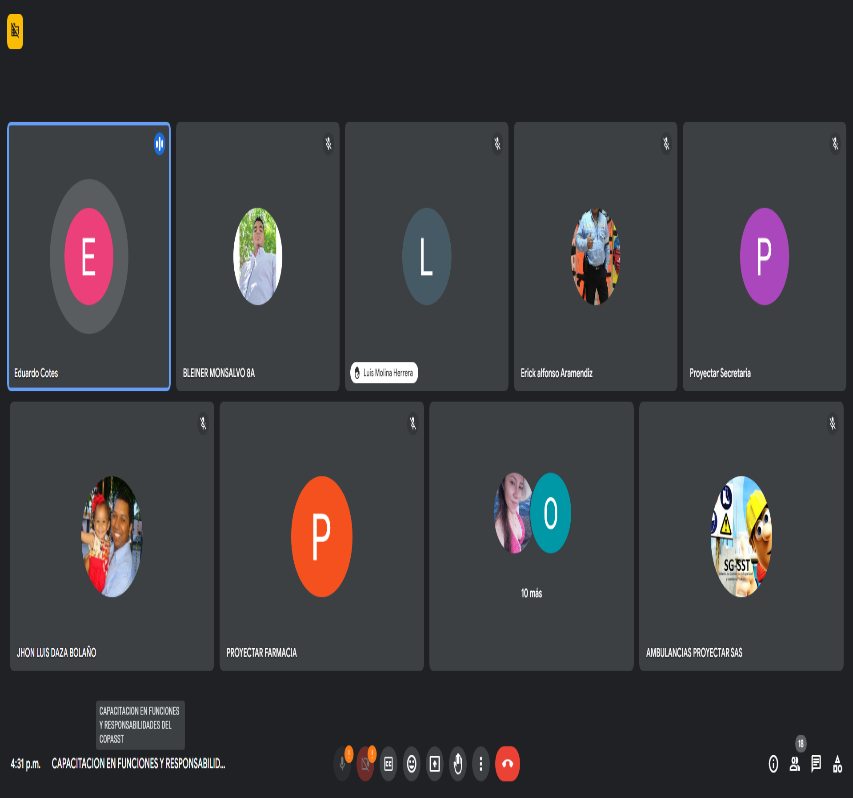 E
L
P
Eduardo Cotes
BLEINER MONSALVO 8A
Luis Molina Herrera
Erick alfonso Aramendiz
Proyectar Secretaria
P
O
SG-SST
10 más
JHON LUIS DAZA BOLAÑO
PROYECTAR FARMACIA
AMBULANCIAS PROYECTAR SAS
CAPACITACION EN FUNCIONES
Y RESPONSABILIDADES DEL
COPASST
18
4:31 p.m. CAPACITACION EN FUNCIONES Y RESPONSABILID...